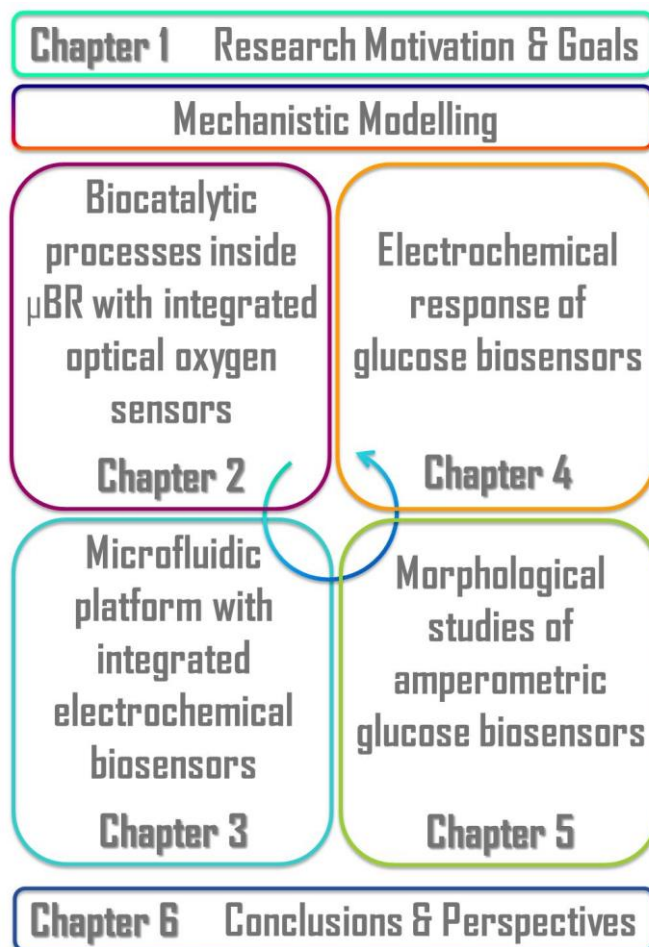 Chapter 1 Research Motivation & Goals
Mechanistic Modelling
Biocatalytic
processes inside
µBR with integrated
optical oxygen
sensors
Chapter 2
Electrochemical
response of
glucose biosensors
Chapter 4
Microfluidic
platform with
integrated
electrochemical
biosensors
Chapter 3
Morphological
studies of
amperometric
glucose biosensors
Chapter 5
Chapter 6 Conclusions & Perspectives